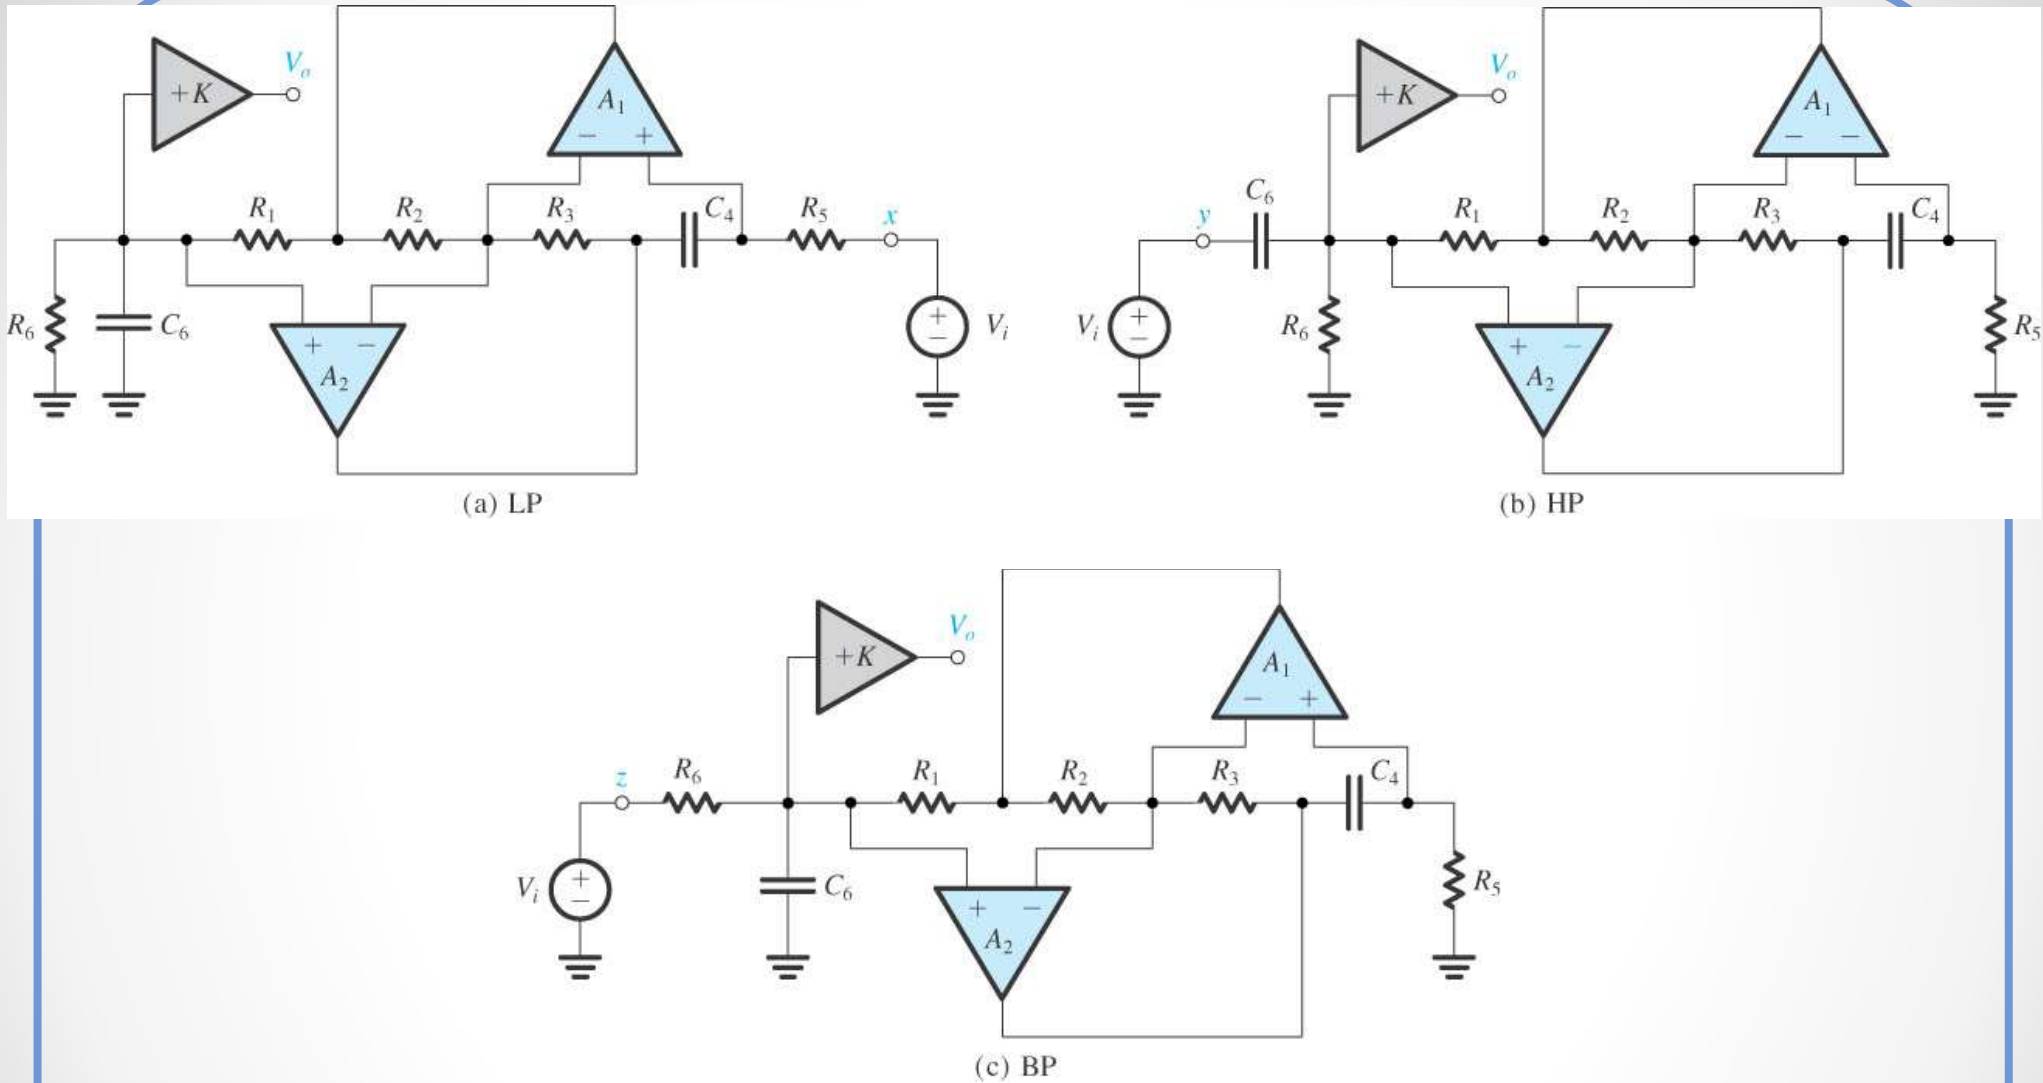 +K
V_o
A_1
− +
R_1 R_2 R_3 C_4 R_5 x
R_6 C_6
+ −
A_2
+
−
V_i
(a) LP
+K
V_o
A_1
− −
y C_6 R_1 R_2 R_3 C_4
V_i
+
−
R_6
+ −
A_2
R_5
(b) HP
+K
V_o
A_1
− +
z R_6 R_1 R_2 R_3 C_4
V_i
+
−
C_6
+ −
A_2
R_5
(c) BP